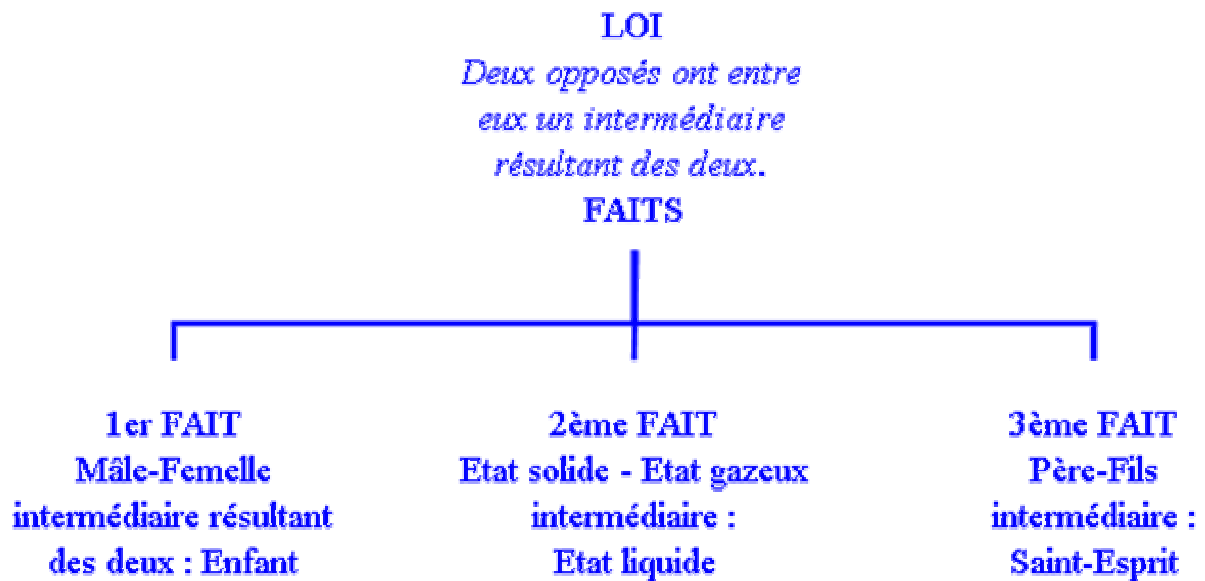 LOI
Deux opposés ont entre
eux un intermédiaire
résultant des deux.
FAITS
1er FAIT
Mâle-Femelle
intermédiaire résultant
des deux : Enfant
2ème FAIT
Etat solide - Etat gazeux
intermédiaire :
Etat liquide
3ème FAIT
Père-Fils
intermédiaire :
Saint-Esprit